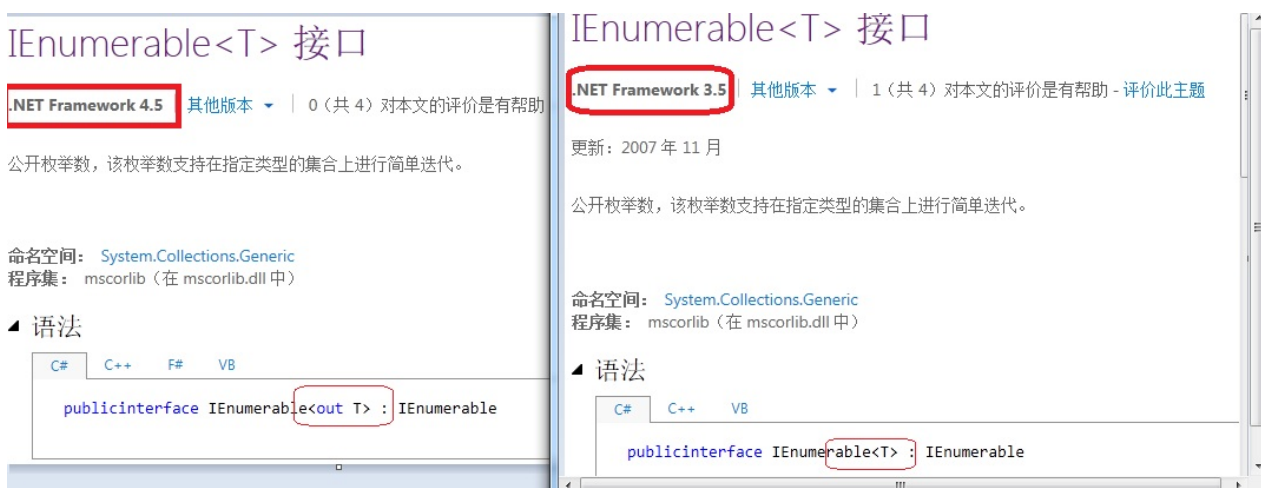 IEnumerable<T> 接口
.NET Framework 4.5 其他版本 0（共 4）对本文的评价是有帮助
公开枚举数，该枚举数支持在指定类型的集合上进行简单迭代。
命名空间： System.Collections.Generic
程序集： mscorlib（在 mscorlib.dll 中）
语法
C# C++ F# VB
publicinterface IEnumerable<out T> : IEnumerable
IEnumerable<T> 接口
.NET Framework 3.5 其他版本 1（共 4）对本文的评价是有帮助 - 评价此主题
更新：2007 年 11 月
公开枚举数，该枚举数支持在指定类型的集合上进行简单迭代。
命名空间： System.Collections.Generic
程序集： mscorlib（在 mscorlib.dll 中）
语法
C# C++ VB
publicinterface IEnumerable<T> : IEnumerable